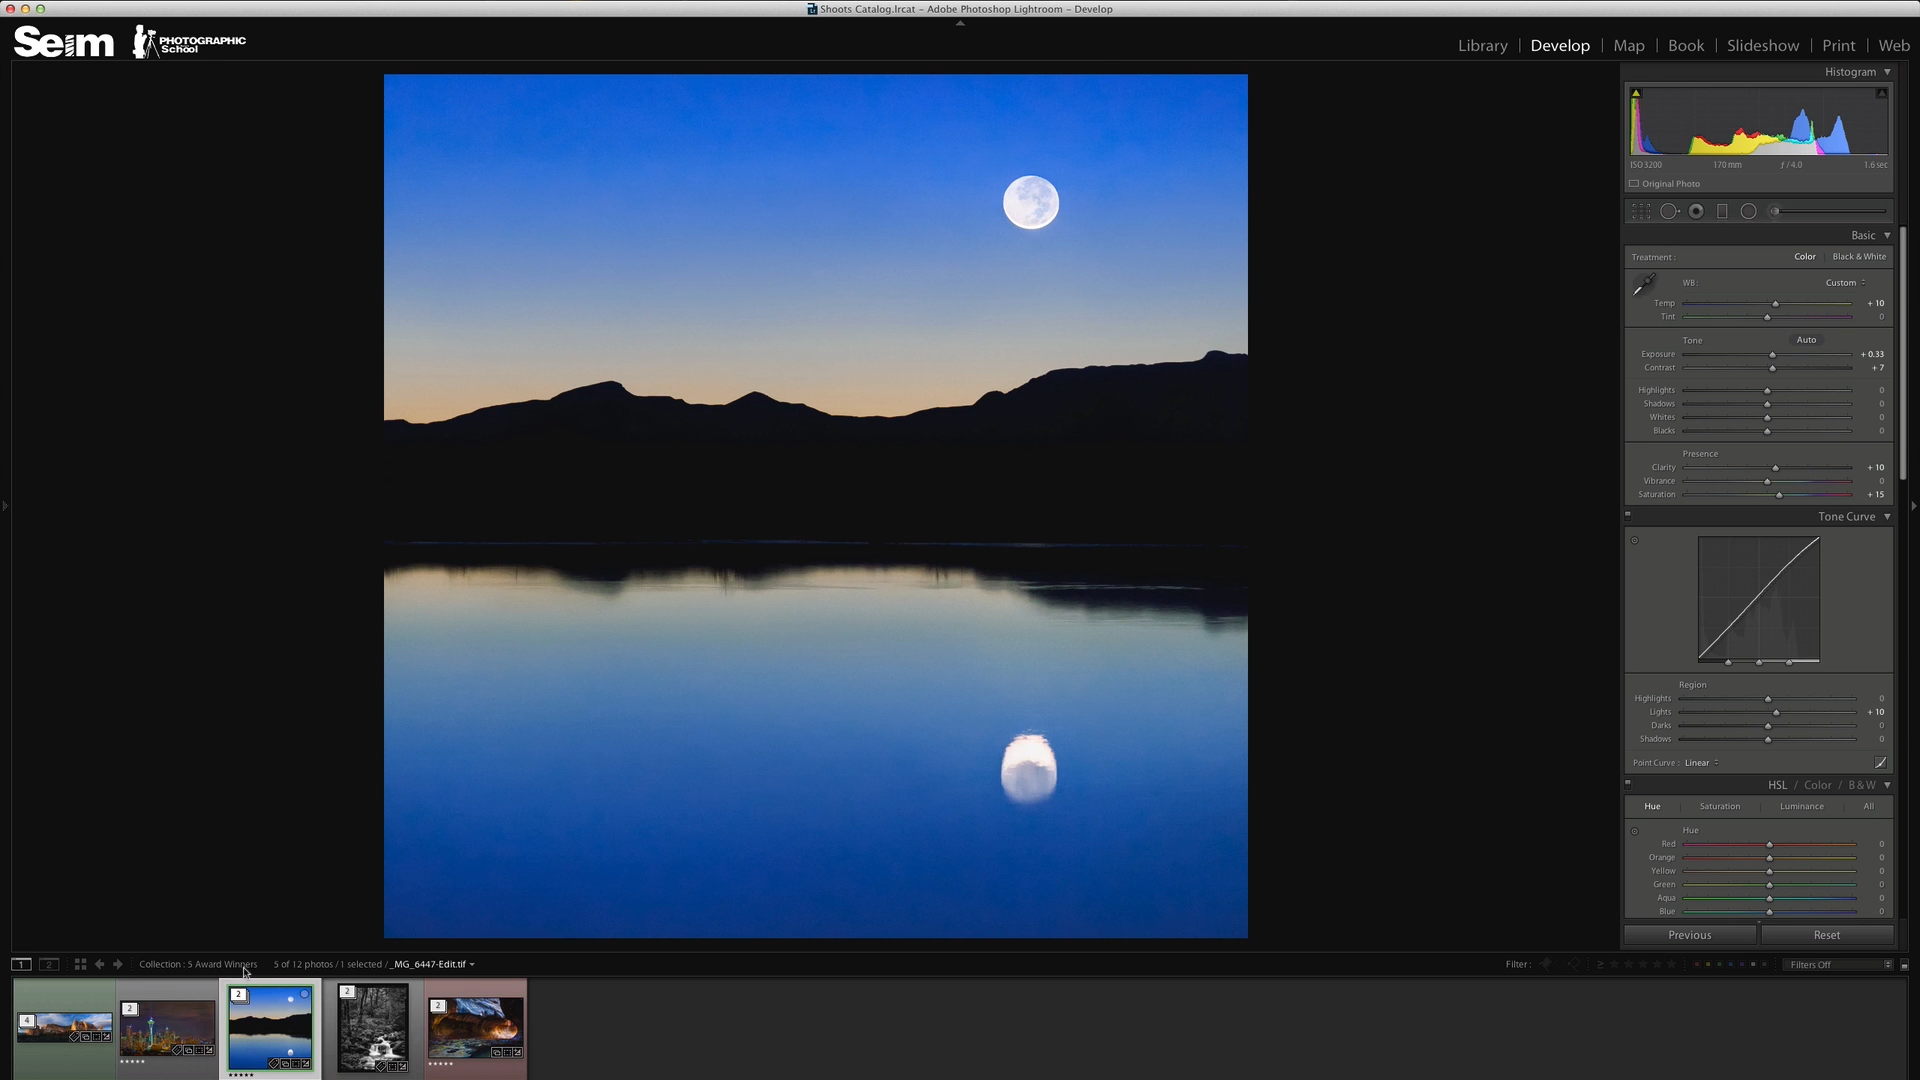 Shoots Catalog.lrcat – Adobe Photoshop Lightroom – Develop
Seim PHOTOGRAPHIC School
Library Develop Map Book Slideshow Print Web
Histogram
ISO 3200 170 mm ƒ / 4.0 1.6 sec
Original Photo
Basic
Treatment : Color Black & White
WB : Custom
Temp + 10
Tint 0
Tone Auto
Exposure + 0.33
Contrast + 7
Highlights 0
Shadows 0
Whites 0
Blacks 0
Presence
Clarity + 10
Vibrance 0
Saturation + 15
Tone Curve
Region
Highlights 0
Lights + 10
Darks 0
Shadows 0
Point Curve : Linear
HSL / Color / B & W
Hue Saturation Luminance All
Hue
Red 0
Orange 0
Yellow 0
Green 0
Aqua 0
Blue 0
Previous Reset
1 2 Collection : 5 Award Winners 5 of 12 photos / 1 selected / _MG_6447-Edit.tif Filter : Filters Off
4 2 2 2 2